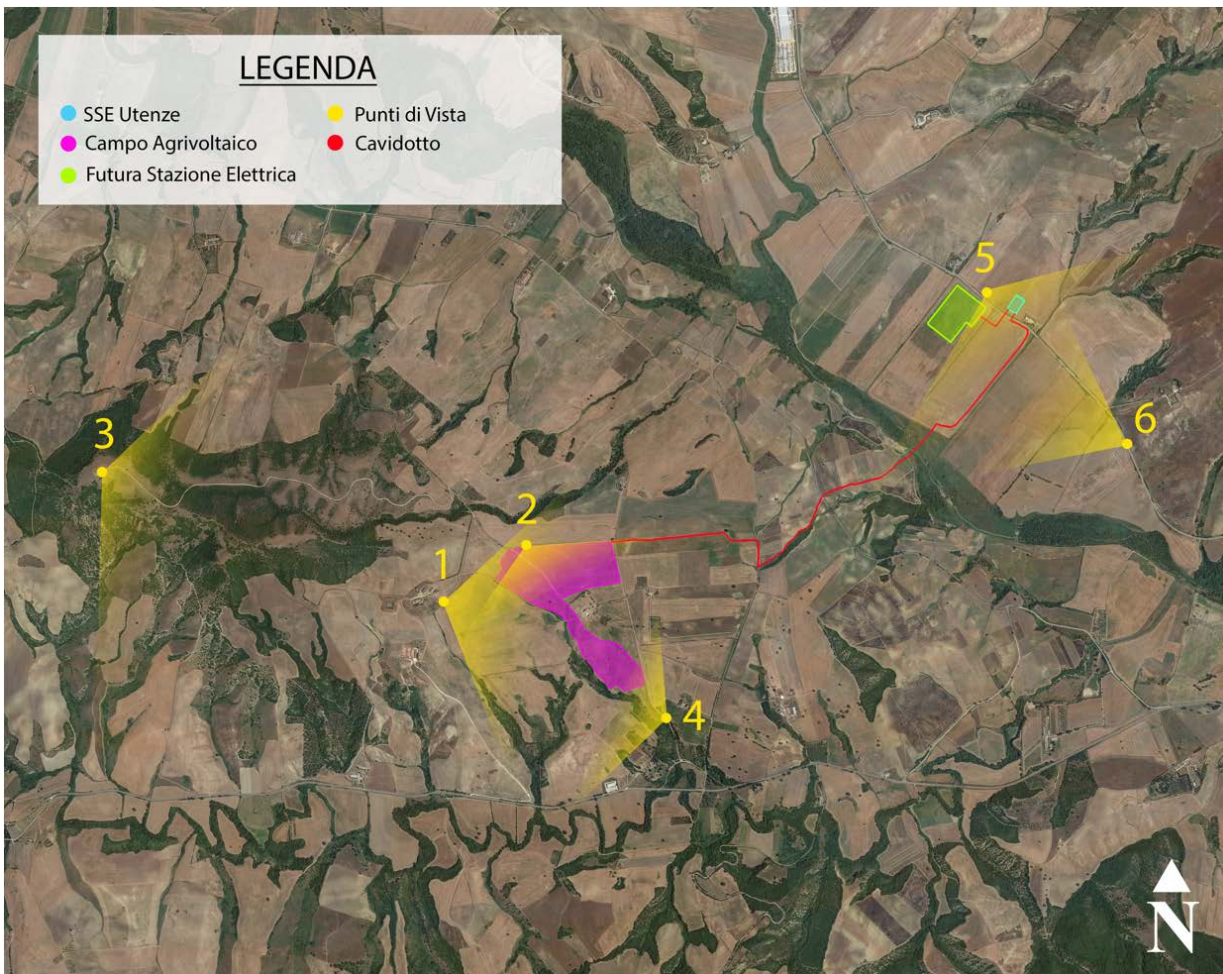 LEGENDA
SSE Utenze
Campo Agrivoltaico
Futura Stazione Elettrica
Punti di Vista
Cavidotto
5
6
3
2
1
4
N